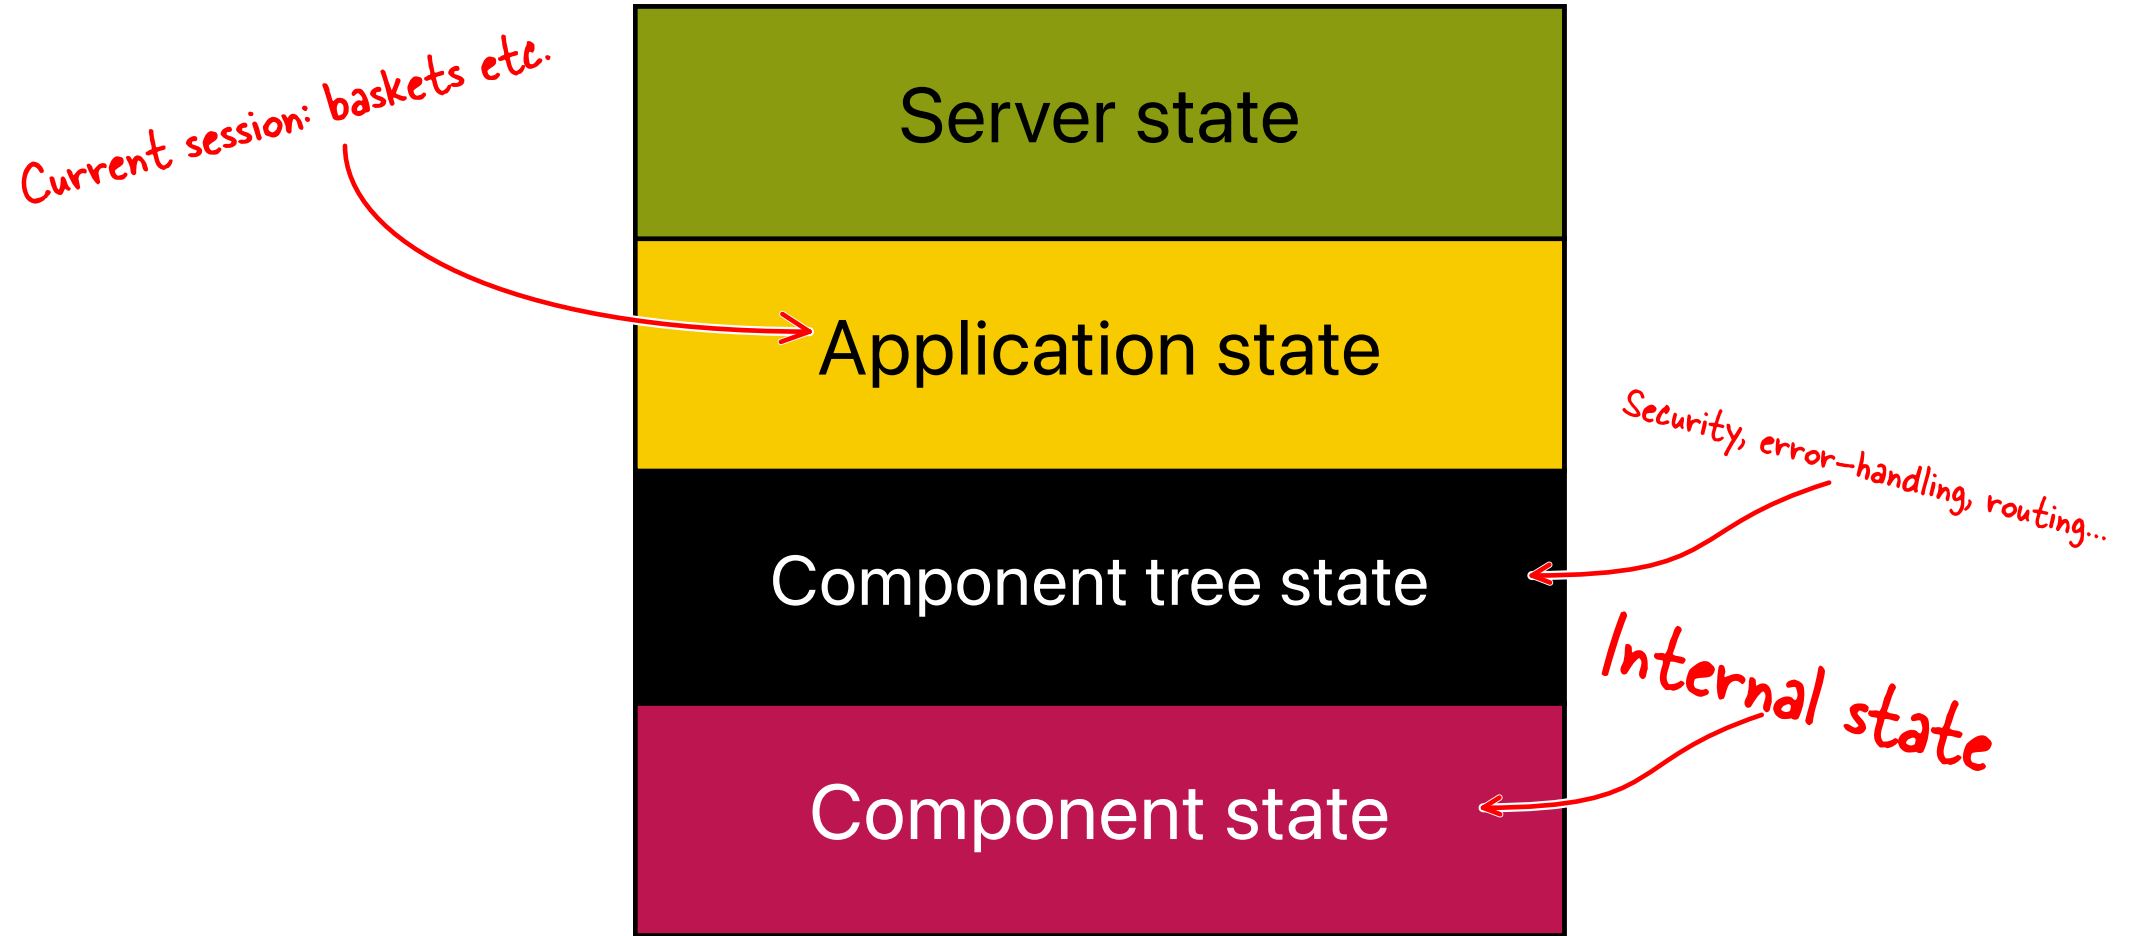 Current session: baskets etc.
Server state
Application state
Security, error-handling, routing...
Component tree state
Internal state
Component state